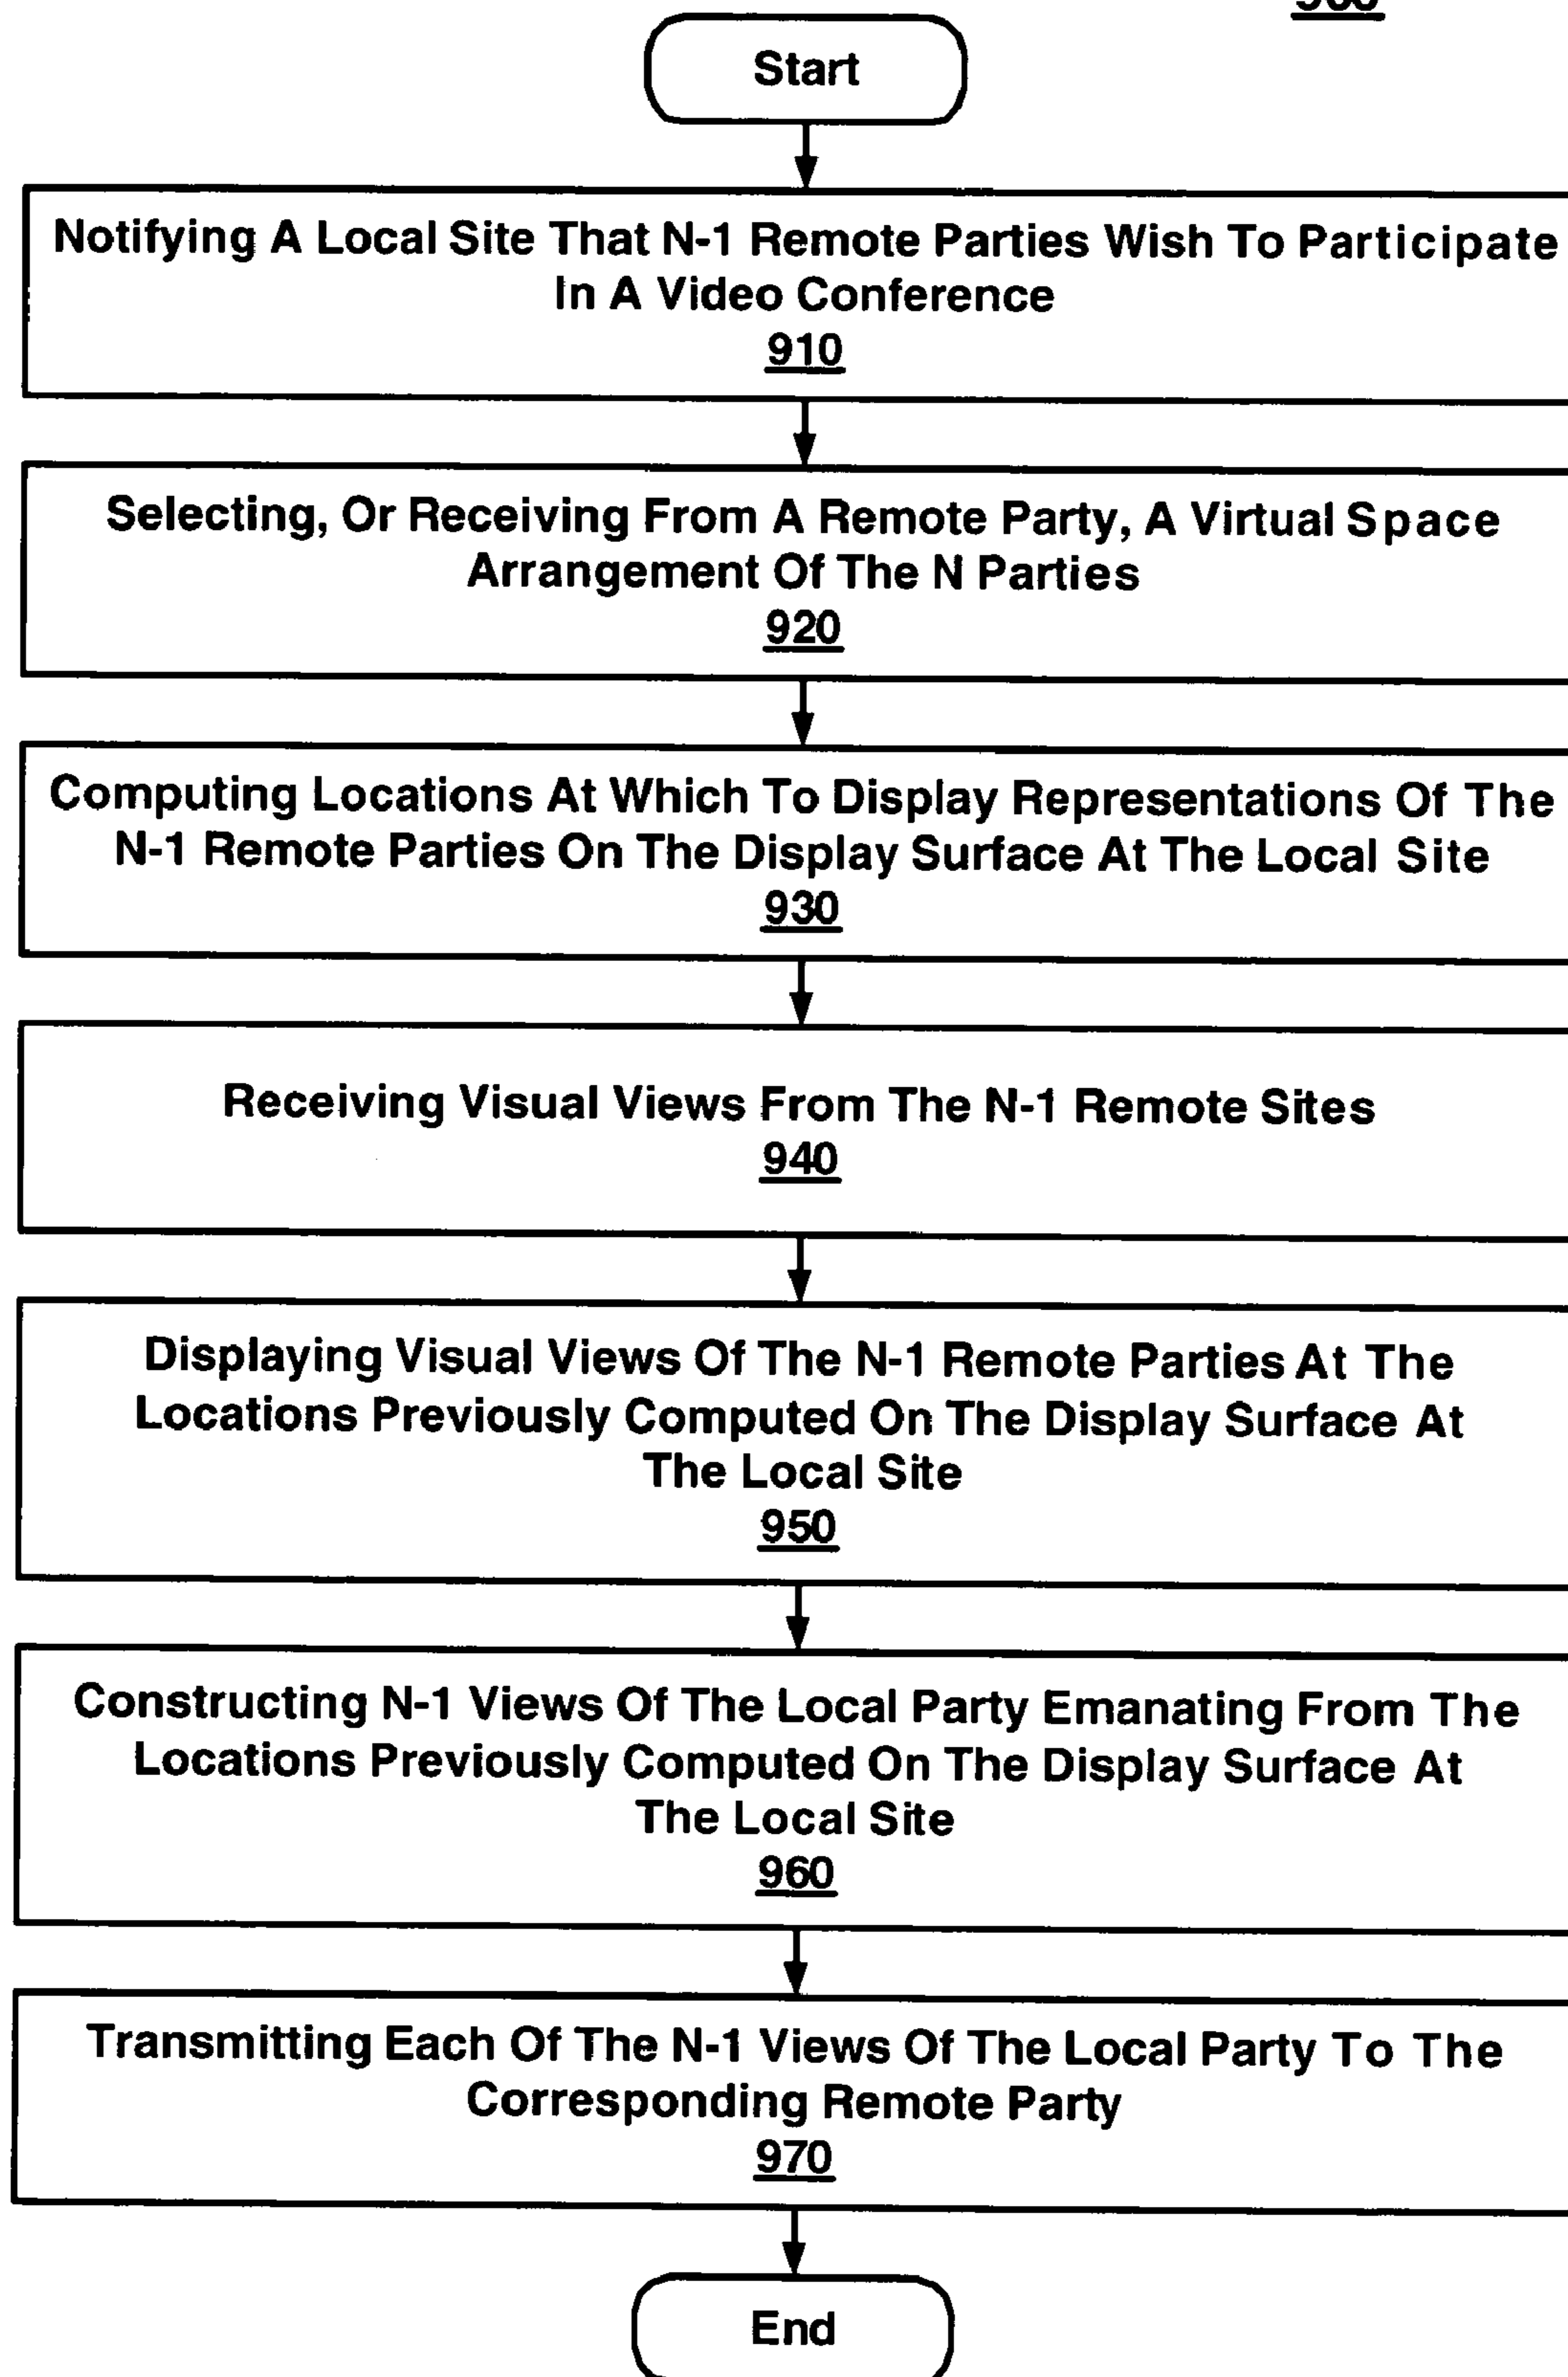 Start
Notifying A Local Site That N-1 Remote Parties Wish To Participate
In A Video Conference
910
Selecting, Or Receiving From A Remote Party, A Virtual Space
Arrangement Of The N Parties
920
Computing Locations At Which To Display Representations Of The
N-1 Remote Parties On The Display Surface At The Local Site
930
Receiving Visual Views From The N-1 Remote Sites
940
Displaying Visual Views Of The N-1 Remote Parties At The
Locations Previously Computed On The Display Surface At
The Local Site
950
Constructing N-1 Views Of The Local Party Emanating From The
Locations Previously Computed On The Display Surface At
The Local Site
960
Transmitting Each Of The N-1 Views Of The Local Party To The
Corresponding Remote Party
970
End